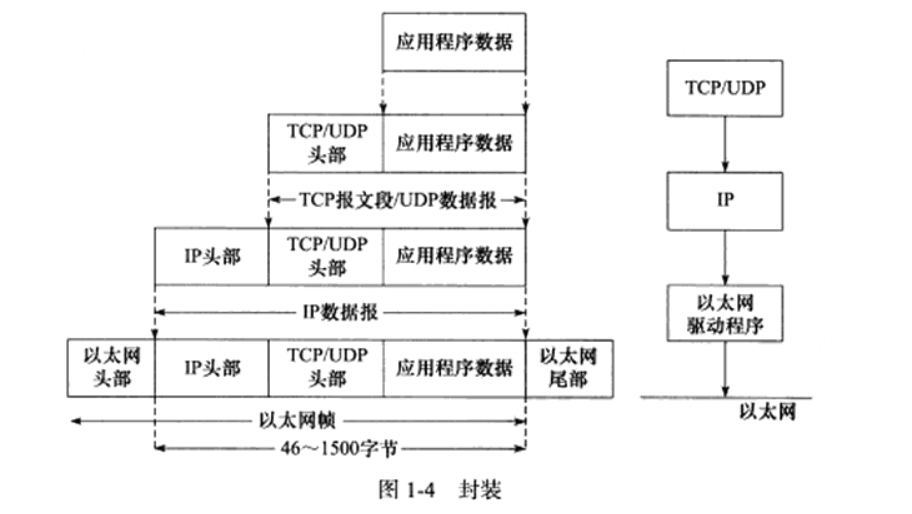 应用程序数据
TCP/UDP
头部
应用程序数据
TCP报文段/UDP数据报
IP头部
TCP/UDP
头部
应用程序数据
IP数据报
以太网
头部
IP头部
TCP/UDP
头部
应用程序数据
以太网
尾部
以太网帧
46～1500字节
TCP/UDP
IP
以太网
驱动程序
以太网
图 1-4 封装